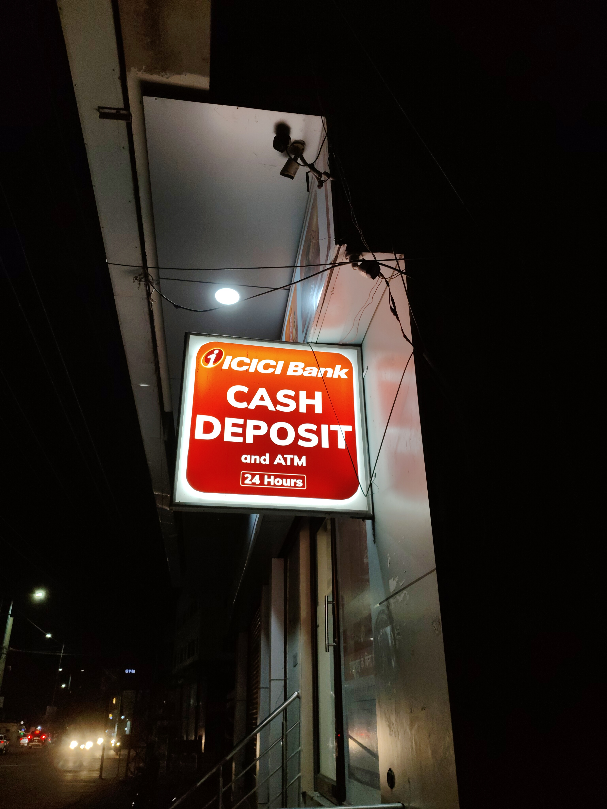 ICICI Bank
CASH
DEPOSIT
and ATM
24 Hours